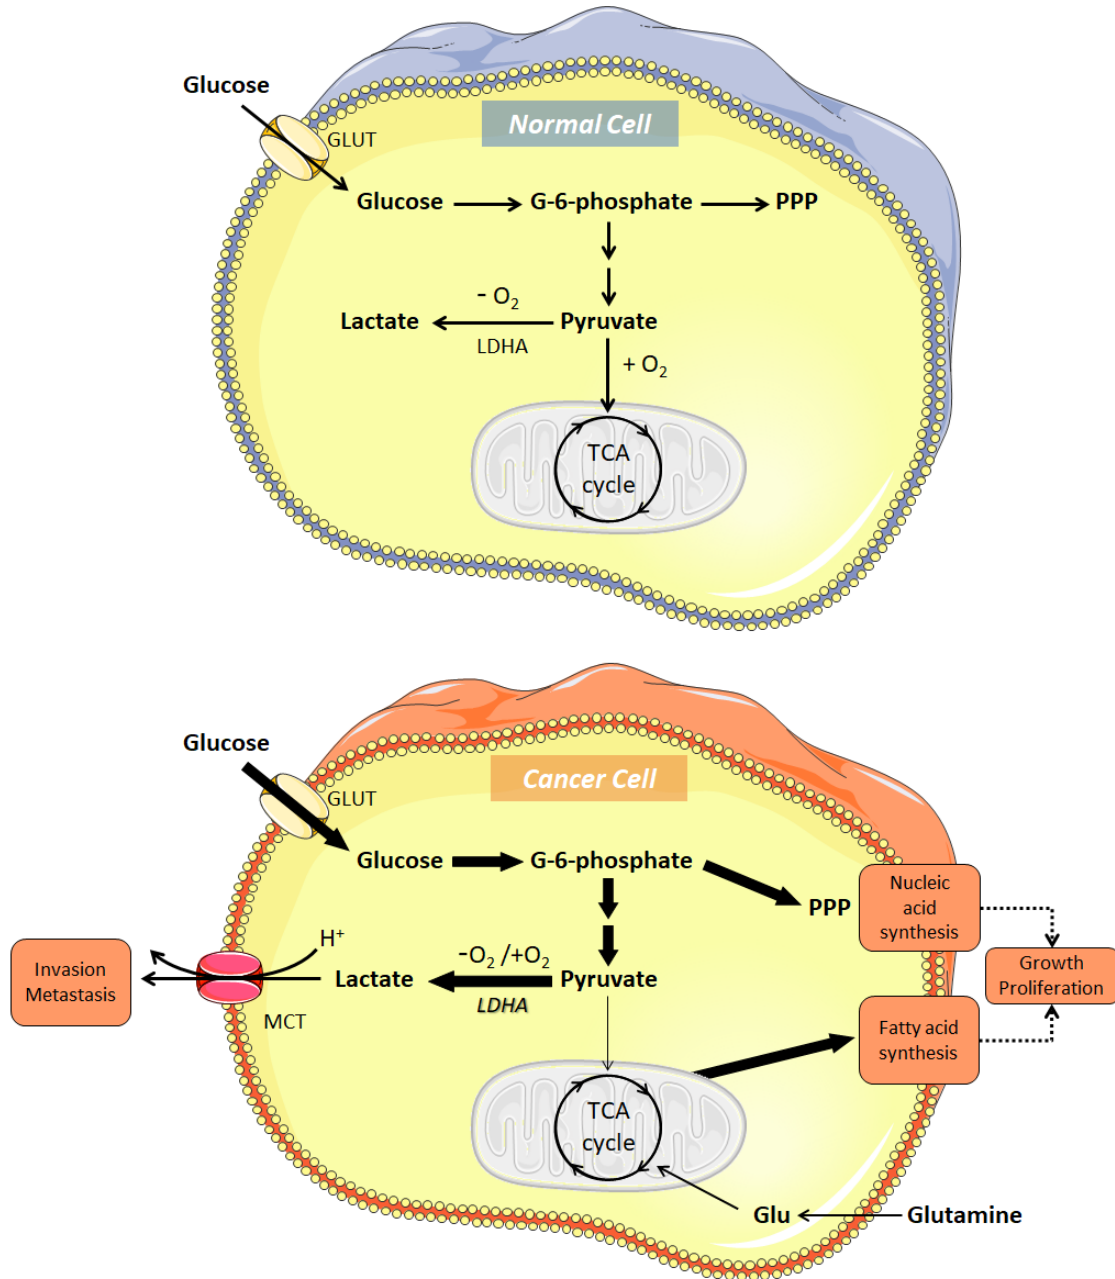 Glucose
GLUT
Normal Cell
Glucose
G-6-phosphate
PPP
- O₂
Lactate
Pyruvate
LDHA
+ O₂
TCA
cycle
Glucose
GLUT
Cancer Cell
Glucose
G-6-phosphate
PPP
Nucleic
acid
synthesis
H⁺
-O₂ /+O₂
Invasion
Metastasis
Lactate
Pyruvate
Growth
Proliferation
LDHA
MCT
Fatty acid
synthesis
TCA
cycle
Glu
Glutamine